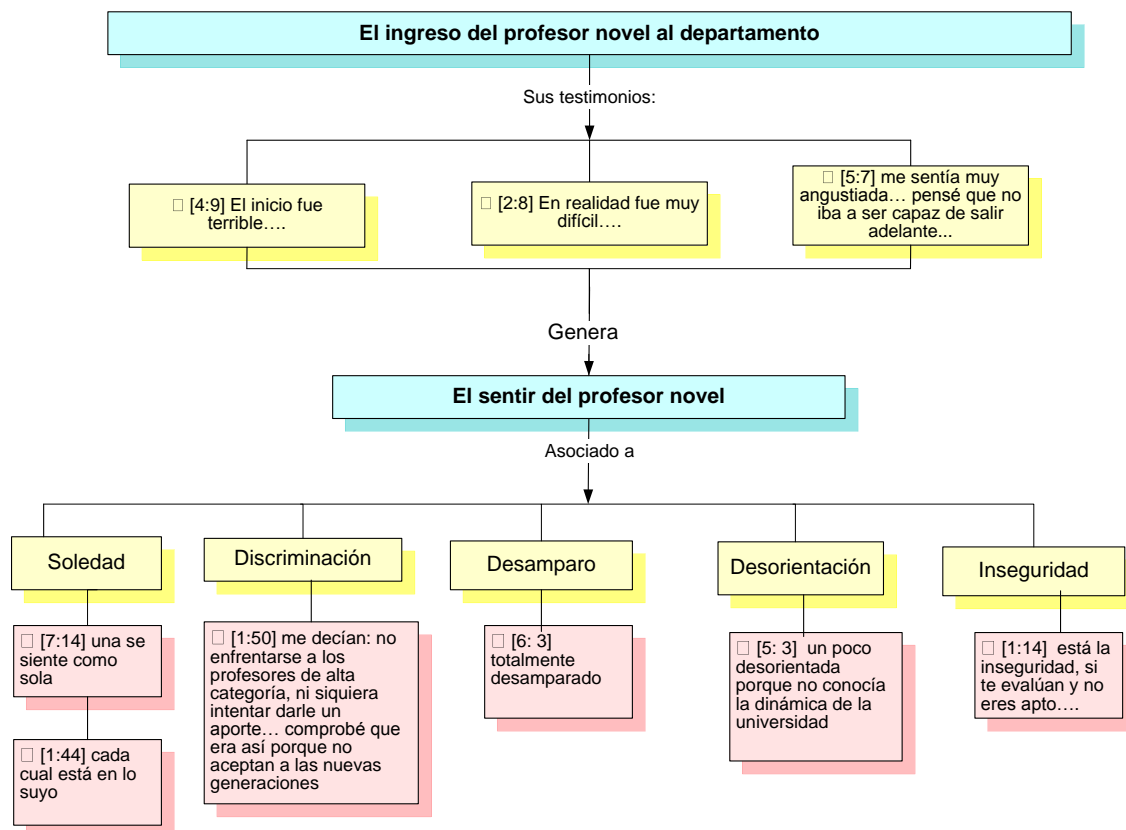 El ingreso del profesor novel al departamento
Sus testimonios:
[4:9] El inicio fue
terrible….
[2:8] En realidad fue muy
difícil….
[5:7] me sentía muy
angustiada… pensé que no
iba a ser capaz de salir
adelante...
Genera
El sentir del profesor novel
Asociado a
Soledad
Discriminación
Desamparo
Desorientación
Inseguridad
[7:14] una se
siente como
sola
[1:44] cada
cual está en lo
suyo
[1:50] me decían: no
enfrentarse a los
profesores de alta
categoría, ni siquiera
intentar darle un
aporte… comprobé que
era así porque no
aceptan a las nuevas
generaciones
[6: 3]
totalmente
desamparado
[5: 3] un poco
desorientada
porque no conocía
la dinámica de la
universidad
[1:14] está la
inseguridad, si
te evalúan y no
eres apto….